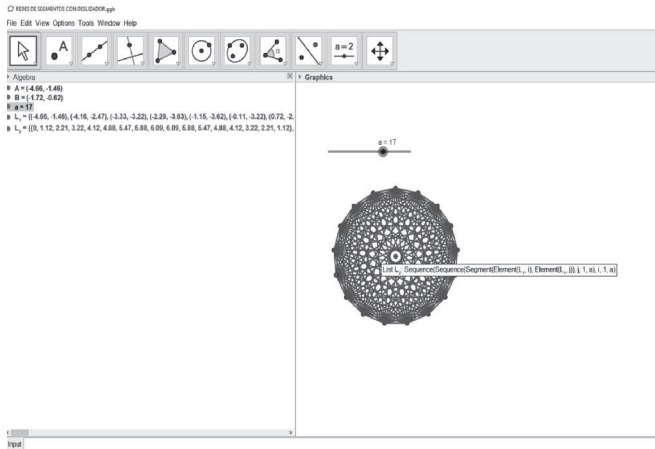 REDES DE SEGMENTOS CON DESLIZADOR.ggb
File Edit View Options Tools Window Help
A
α
a=2
Algebra
Graphics
A = (-4.66, -1.46)
B = (-1.72, -0.62)
a = 17
L₁ = {(-4.66, -1.46), (-4.16, -2.47), (-3.33, -3.22), (-2.28, -3.63), (-1.15, -3.62), (-0.11, -3.22), (0.72, -2.
L₂ = {{0, 1.12, 2.21, 3.22, 4.12, 4.88, 5.47, 5.88, 6.09, 6.09, 5.88, 5.47, 4.88, 4.12, 3.22, 2.21, 1.12},
a = 17
List L₂: Sequence(Sequence(Segment(Element(L₁, i), Element(L₁, j)), j, 1, a), i, 1, a)
Input